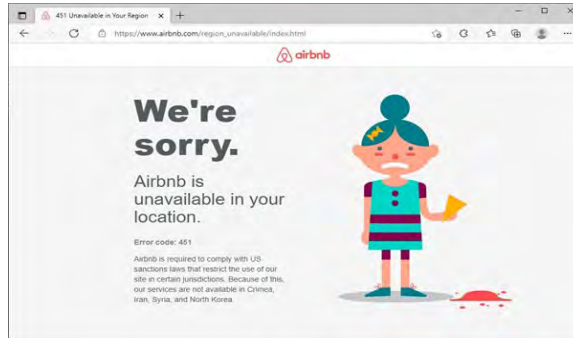 451 Unavailable in Your Region
https://www.airbnb.com/region_unavailable/index.html
airbnb
We're
sorry.
Airbnb is
unavailable in your
location.
Error code: 451
Airbnb is required to comply with US
sanctions laws that restrict the use of our
site in certain jurisdictions. Because of this,
our services are not available in Crimea,
Iran, Syria, and North Korea.